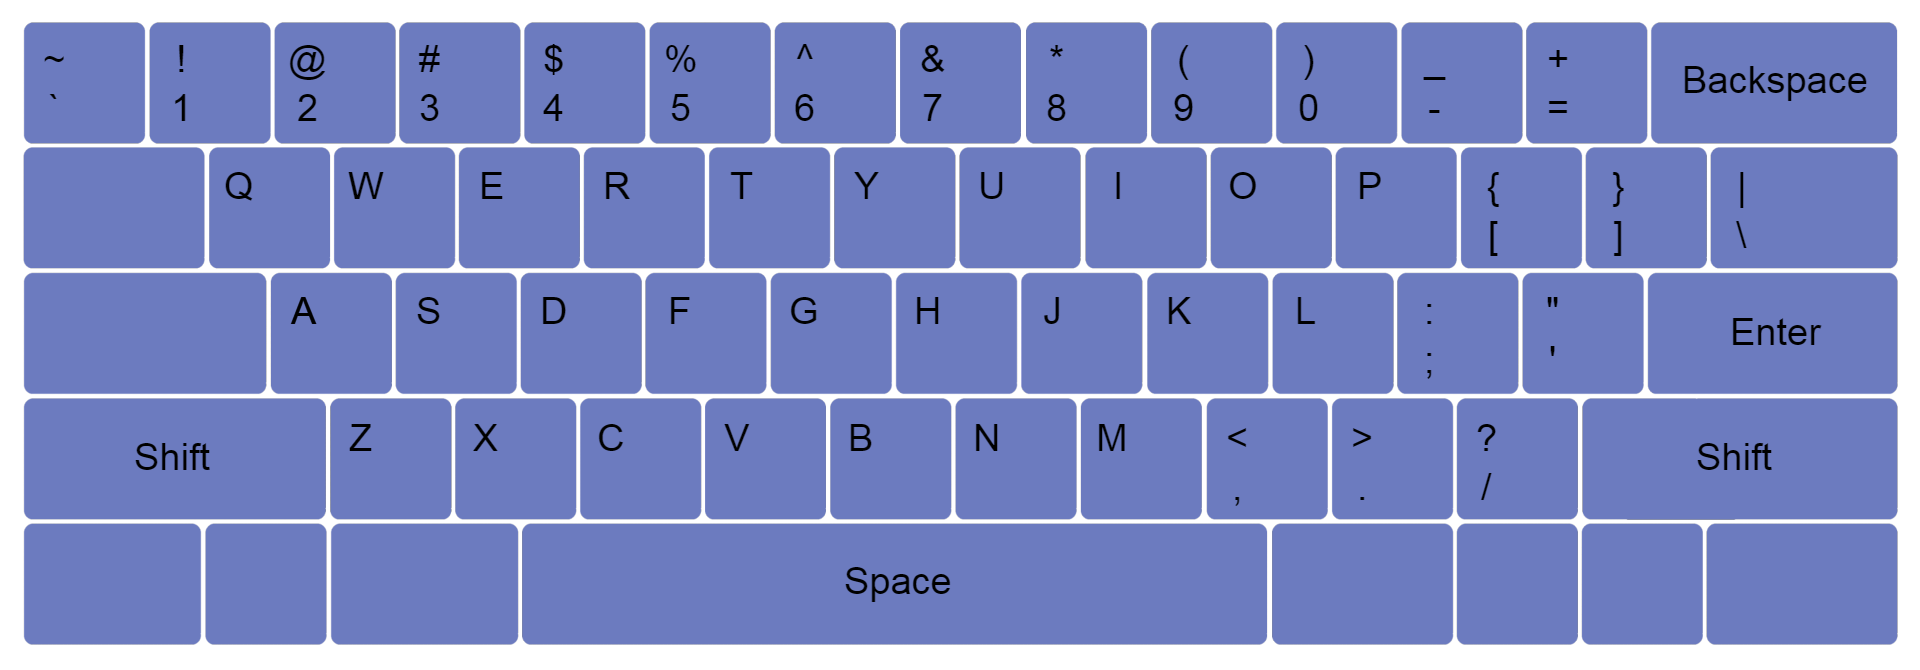 ~ ! @ # $ % ^ & * ( ) _ + Backspace
` 1 2 3 4 5 6 7 8 9 0 - =
Q W E R T Y U I O P { } |
[ ] \
A S D F G H J K L : " Enter
; '
Shift Z X C V B N M < > ? Shift
, . /
Space